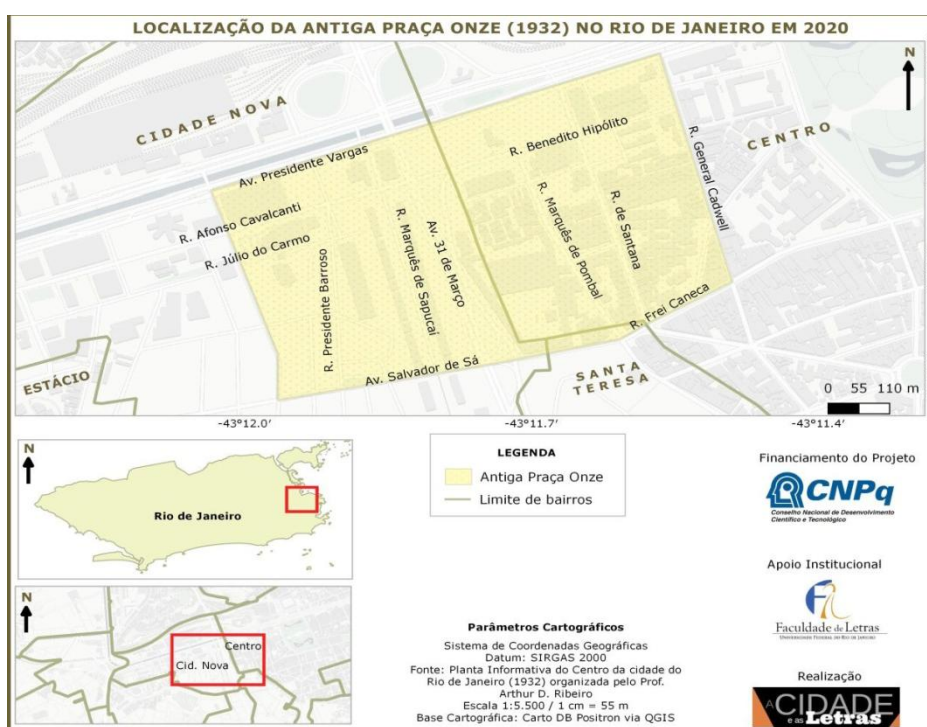 LOCALIZAÇÃO DA ANTIGA PRAÇA ONZE (1932) NO RIO DE JANEIRO EM 2020
N
CIDADE NOVA
CENTRO
Av. Presidente Vargas
R. Benedito Hipólito
R. General Cadwell
R. Afonso Cavalcanti
R. Júlio do Carmo
R. Presidente Barroso
R. Marquês de Sapucaí
Av. 31 de Março
R. Marquês de Pombal
R. de Santana
R. Frei Caneca
Av. Salvador de Sá
ESTÁCIO
SANTA
TERESA
0 55 110 m
-43°12.0′ -43°11.7′ -43°11.4′
N
Rio de Janeiro
LEGENDA
Antiga Praça Onze
Limite de bairros
Financiamento do Projeto
CNPq
Conselho Nacional de Desenvolvimento
Científico e Tecnológico
Apoio Institucional
Faculdade de Letras
Universidade Federal do Rio de Janeiro
N
Centro
Cid. Nova
Parâmetros Cartográficos
Sistema de Coordenadas Geográficas
Datum: SIRGAS 2000
Fonte: Planta Informativa do Centro da cidade do
Rio de Janeiro (1932) organizada pelo Prof.
Arthur D. Ribeiro
Escala 1:5.500 / 1 cm = 55 m
Base Cartográfica: Carto DB Positron via QGIS
Realização
A CIDADE
e as Letras